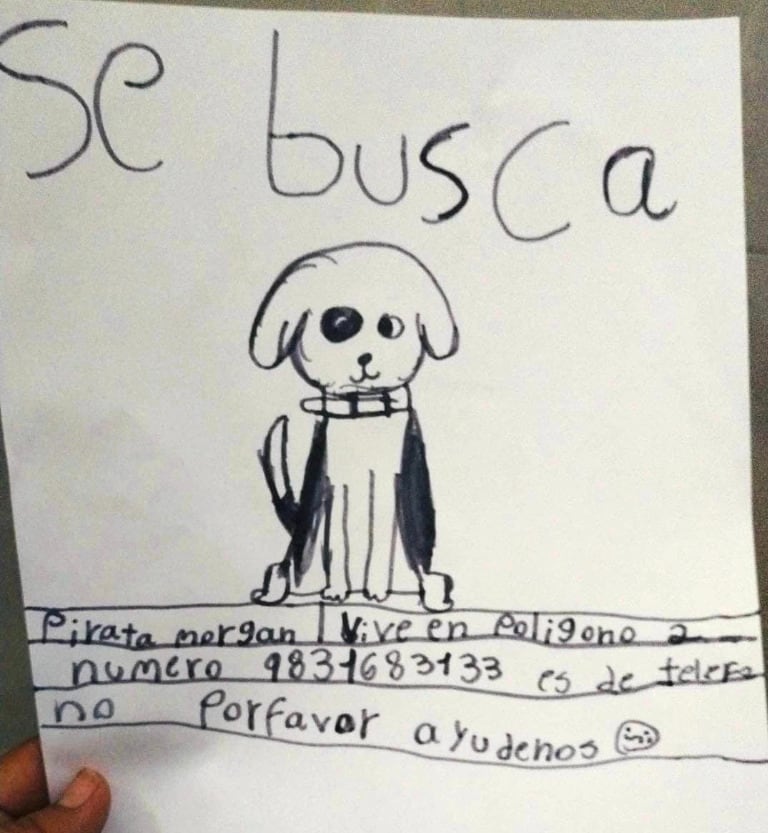 Se busca
Pirata morgan | Vive en Poligono 2
numero 9831683133 es de telefo
no Porfavor ayudenos